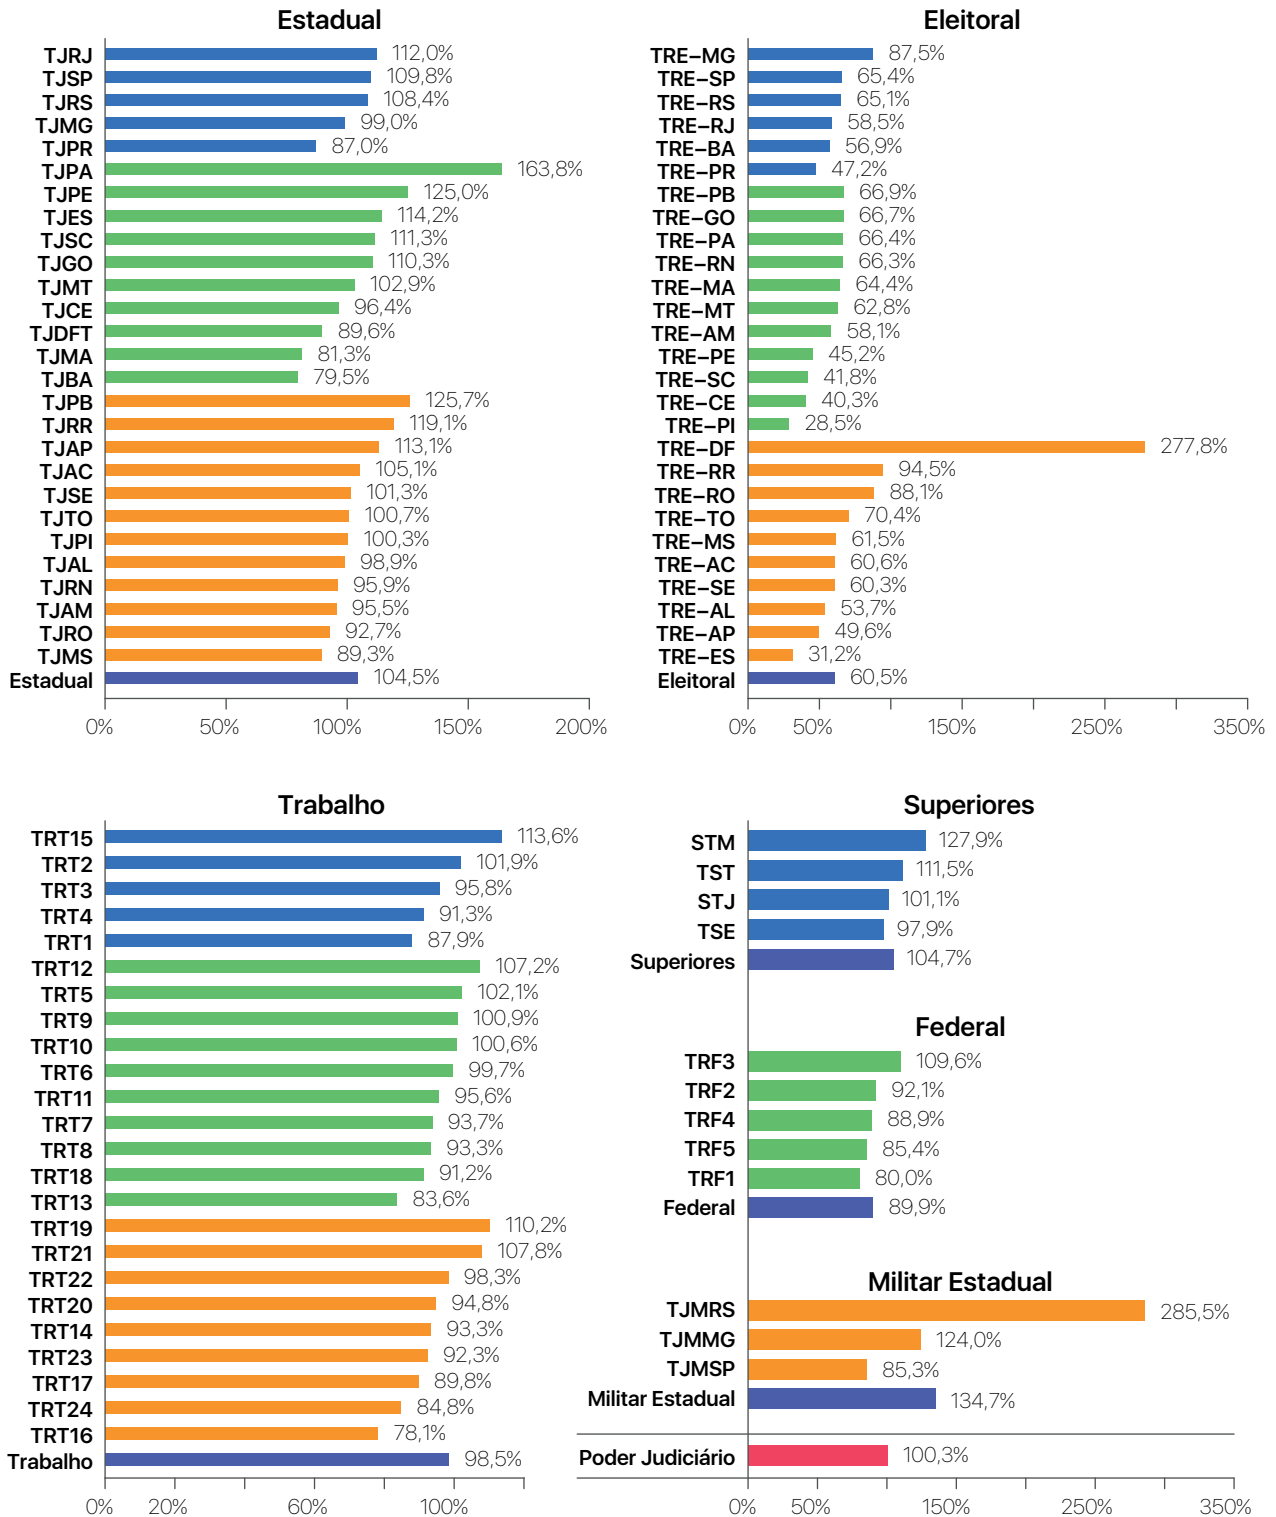 Estadual
TJRJ 112,0%
TJSP 109,8%
TJRS 108,4%
TJMG 99,0%
TJPR 87,0%
TJPA 163,8%
TJPE 125,0%
TJES 114,2%
TJSC 111,3%
TJGO 110,3%
TJMT 102,9%
TJCE 96,4%
TJDFT 89,6%
TJMA 81,3%
TJBA 79,5%
TJPB 125,7%
TJRR 119,1%
TJAP 113,1%
TJAC 105,1%
TJSE 101,3%
TJTO 100,7%
TJPI 100,3%
TJAL 98,9%
TJRN 95,9%
TJAM 95,5%
TJRO 92,7%
TJMS 89,3%
Estadual 104,5%
0% 50% 100% 150% 200%
Eleitoral
TRE–MG 87,5%
TRE–SP 65,4%
TRE–RS 65,1%
TRE–RJ 58,5%
TRE–BA 56,9%
TRE–PR 47,2%
TRE–PB 66,9%
TRE–GO 66,7%
TRE–PA 66,4%
TRE–RN 66,3%
TRE–MA 64,4%
TRE–MT 62,8%
TRE–AM 58,1%
TRE–PE 45,2%
TRE–SC 41,8%
TRE–CE 40,3%
TRE–PI 28,5%
TRE–DF 277,8%
TRE–RR 94,5%
TRE–RO 88,1%
TRE–TO 70,4%
TRE–MS 61,5%
TRE–AC 60,6%
TRE–SE 60,3%
TRE–AL 53,7%
TRE–AP 49,6%
TRE–ES 31,2%
Eleitoral 60,5%
0% 50% 150% 250% 350%
Trabalho
TRT15 113,6%
TRT2 101,9%
TRT3 95,8%
TRT4 91,3%
TRT1 87,9%
TRT12 107,2%
TRT5 102,1%
TRT9 100,9%
TRT10 100,6%
TRT6 99,7%
TRT11 95,6%
TRT7 93,7%
TRT8 93,3%
TRT18 91,2%
TRT13 83,6%
TRT19 110,2%
TRT21 107,8%
TRT22 98,3%
TRT20 94,8%
TRT14 93,3%
TRT23 92,3%
TRT17 89,8%
TRT24 84,8%
TRT16 78,1%
Trabalho 98,5%
0% 20% 60% 100%
Superiores
STM 127,9%
TST 111,5%
STJ 101,1%
TSE 97,9%
Superiores 104,7%
Federal
TRF3 109,6%
TRF2 92,1%
TRF4 88,9%
TRF5 85,4%
TRF1 80,0%
Federal 89,9%
Militar Estadual
TJMRS 285,5%
TJMMG 124,0%
TJMSP 85,3%
Militar Estadual 134,7%
Poder Judiciário 100,3%
0% 50% 150% 250% 350%